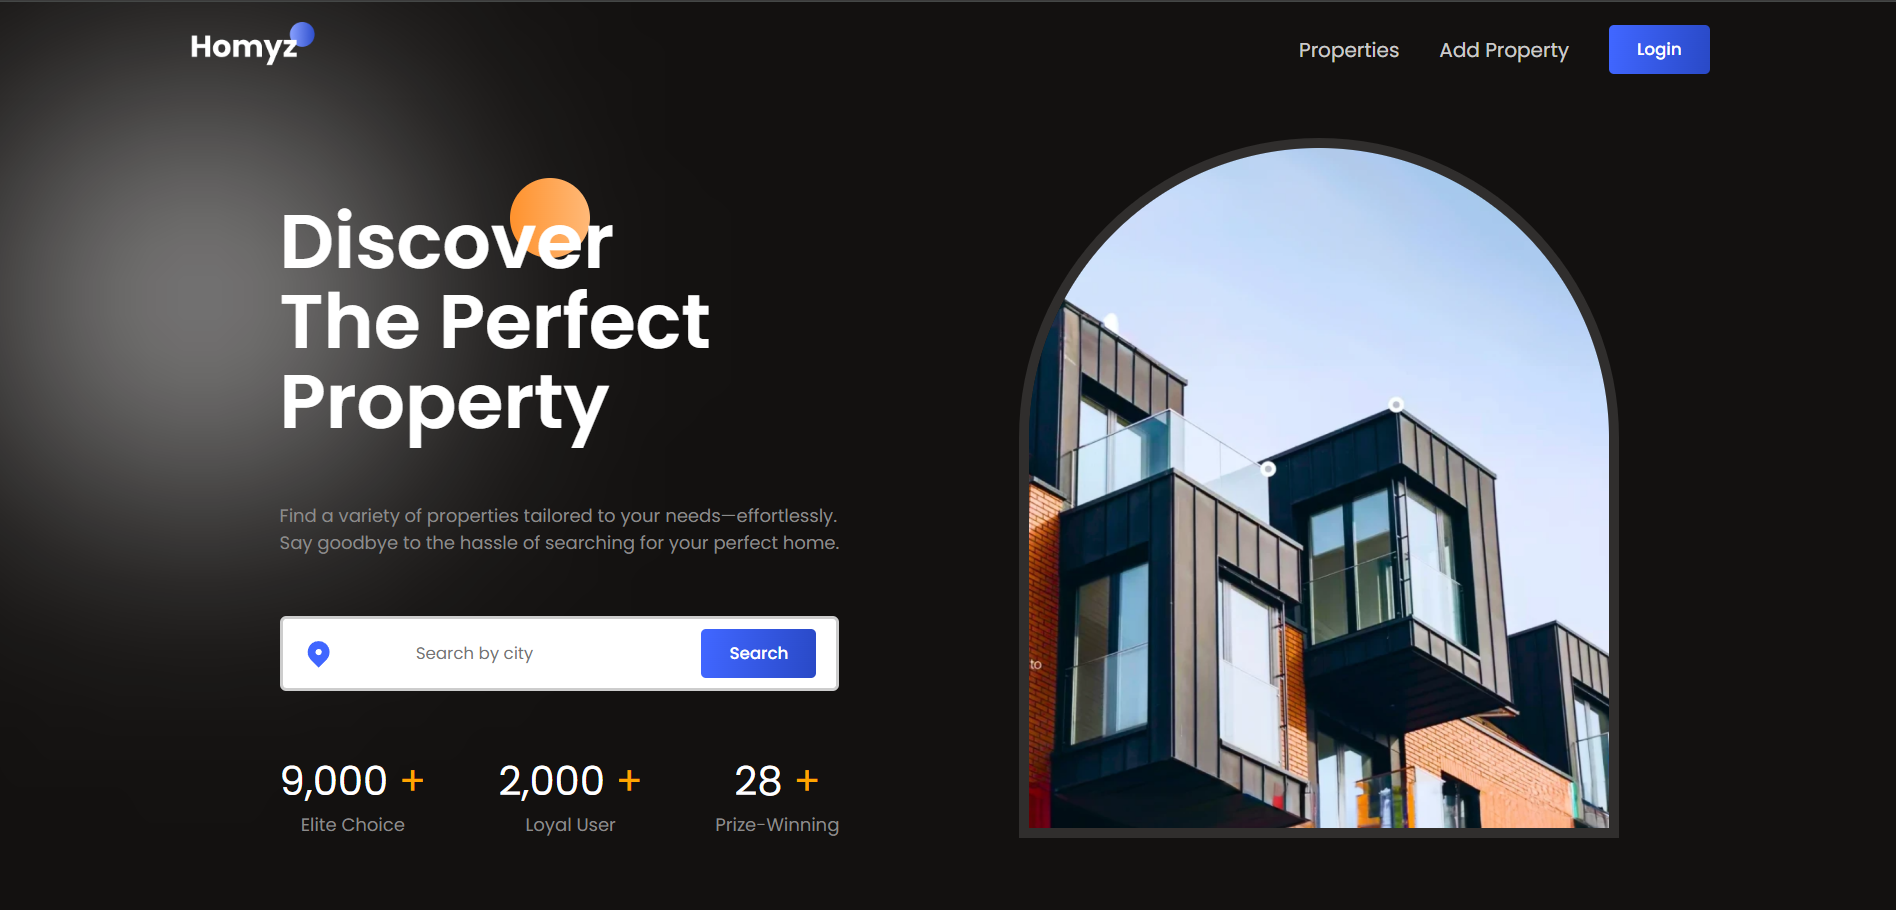 Homyz
Properties
Add Property
Login
Discover
The Perfect
Property
Find a variety of properties tailored to your needs—effortlessly.
Say goodbye to the hassle of searching for your perfect home.
Search by city
Search
9,000 +
2,000 +
28 +
Elite Choice
Loyal User
Prize-Winning
to